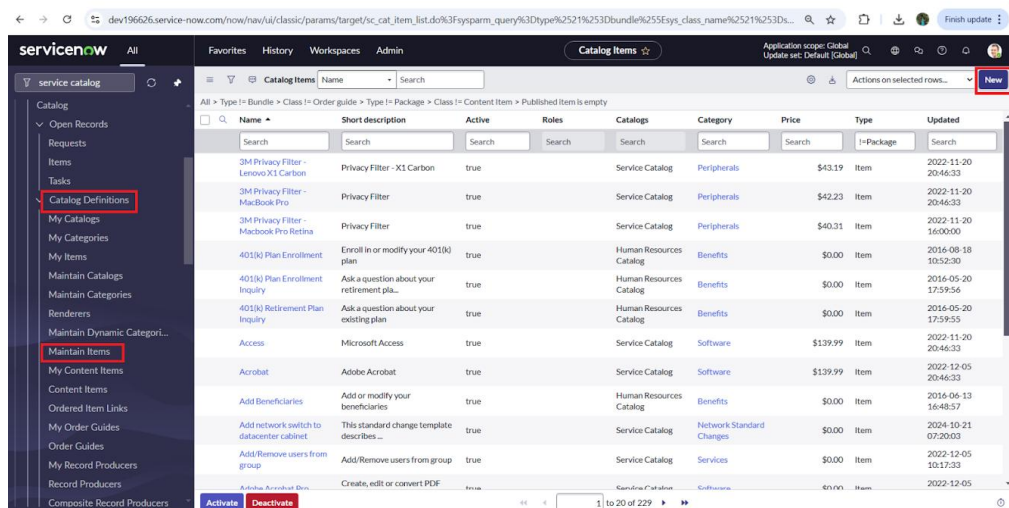 dev196626.service-now.com/now/nav/ui/classic/params/target/sc_cat_item_list.do%3Fsysparm_query%3Dtype%2521%253Dbundle%255Esys_class_name%2521%253Ds...
Finish update
servicenow All Favorites History Workspaces Admin Catalog Items Application scope: Global
Update set: Default [Global]
service catalog
Catalog
Open Records
Requests
Items
Tasks
Catalog Definitions
My Catalogs
My Categories
My Items
Maintain Catalogs
Maintain Categories
Renderers
Maintain Dynamic Categori...
Maintain Items
My Content Items
Content Items
Ordered Item Links
My Order Guides
Order Guides
My Record Producers
Record Producers
Composite Record Producers
Catalog Items Name Search Actions on selected rows... New
All > Type != Bundle > Class != Order guide > Type != Package > Class != Content Item > Published Item is empty
Name Short description Active Roles Catalogs Category Price Type Updated
Search Search Search Search Search Search Search !=Package Search
3M Privacy Filter - Lenovo X1 Carbon Privacy Filter - X1 Carbon true Service Catalog Peripherals $43.19 Item 2022-11-20 20:46:33
3M Privacy Filter - MacBook Pro Privacy Filter true Service Catalog Peripherals $42.23 Item 2022-11-20 20:46:33
3M Privacy Filter - Macbook Pro Retina Privacy Filter true Service Catalog Peripherals $40.31 Item 2022-11-20 16:00:00
401(k) Plan Enrollment Enroll in or modify your 401(k) plan true Human Resources Catalog Benefits $0.00 Item 2016-08-18 10:52:30
401(k) Plan Enrollment Inquiry Ask a question about your retirement pla... true Human Resources Catalog Benefits $0.00 Item 2016-05-20 17:59:56
401(k) Retirement Plan Inquiry Ask a question about your existing plan true Human Resources Catalog Benefits $0.00 Item 2016-05-20 17:59:55
Access Microsoft Access true Service Catalog Software $139.99 Item 2022-11-20 20:46:33
Acrobat Adobe Acrobat true Service Catalog Software $139.99 Item 2022-12-05 20:46:33
Add Beneficiaries Add or modify your beneficiaries true Human Resources Catalog Benefits $0.00 Item 2016-06-13 16:48:57
Add network switch to datacenter cabinet This standard change template describes ... true Service Catalog Network Standard Changes $0.00 Item 2024-10-21 07:20:03
Add/Remove users from group Add/Remove users from group true Service Catalog Services $0.00 Item 2022-12-05 10:17:33
Adobe Acrobat Pro Create, edit or convert PDF true Service Catalog Software $0.00 Item 2022-12-05
Activate Deactivate 1 to 20 of 229